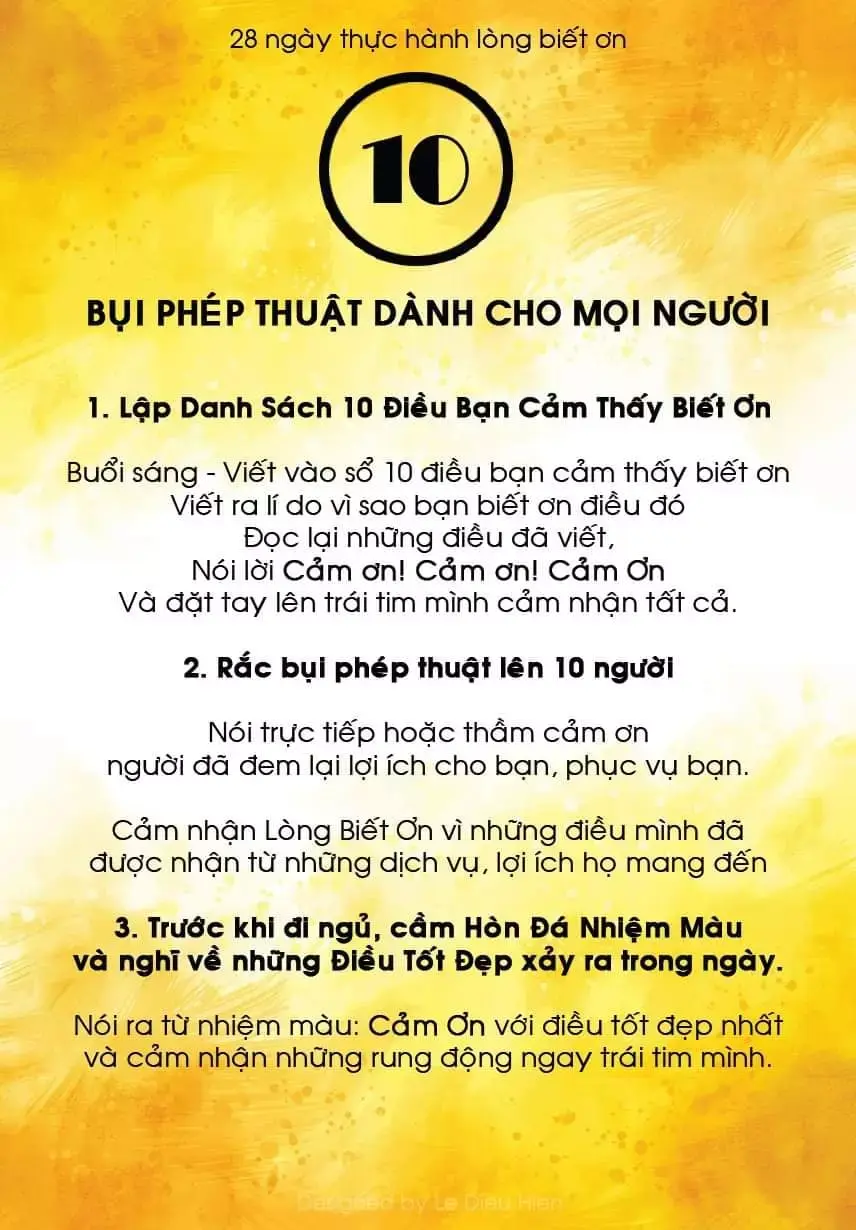 28 ngày thực hành lòng biết ơn
10
BỤI PHÉP THUẬT DÀNH CHO MỌI NGƯỜI
1. Lập Danh Sách 10 Điều Bạn Cảm Thấy Biết Ơn
Buổi sáng - Viết vào sổ 10 điều bạn cảm thấy biết ơn
Viết ra lí do vì sao bạn biết ơn điều đó
Đọc lại những điều đã viết,
Nói lời Cảm ơn! Cảm ơn! Cảm Ơn
Và đặt tay lên trái tim mình cảm nhận tất cả.
2. Rắc bụi phép thuật lên 10 người
Nói trực tiếp hoặc thầm cảm ơn
người đã đem lại lợi ích cho bạn, phục vụ bạn.
Cảm nhận Lòng Biết Ơn vì những điều mình đã
được nhận từ những dịch vụ, lợi ích họ mang đến
3. Trước khi đi ngủ, cầm Hòn Đá Nhiệm Màu
và nghĩ về những Điều Tốt Đẹp xảy ra trong ngày.
Nói ra từ nhiệm màu: Cảm Ơn với điều tốt đẹp nhất
và cảm nhận những rung động ngay trái tim mình.
Desgined by Le Dieu Hien